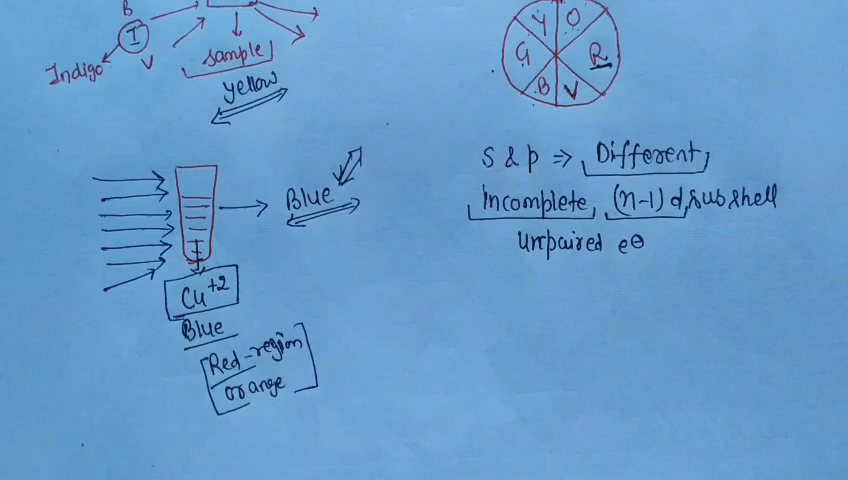 B
I
Indigo
V
sample
yellow
Y O
G R
B V
S & p => Different
incomplete (n-1) d subshell
unpaired e⊖
Blue
Cu+2
Blue
Red-region
orange